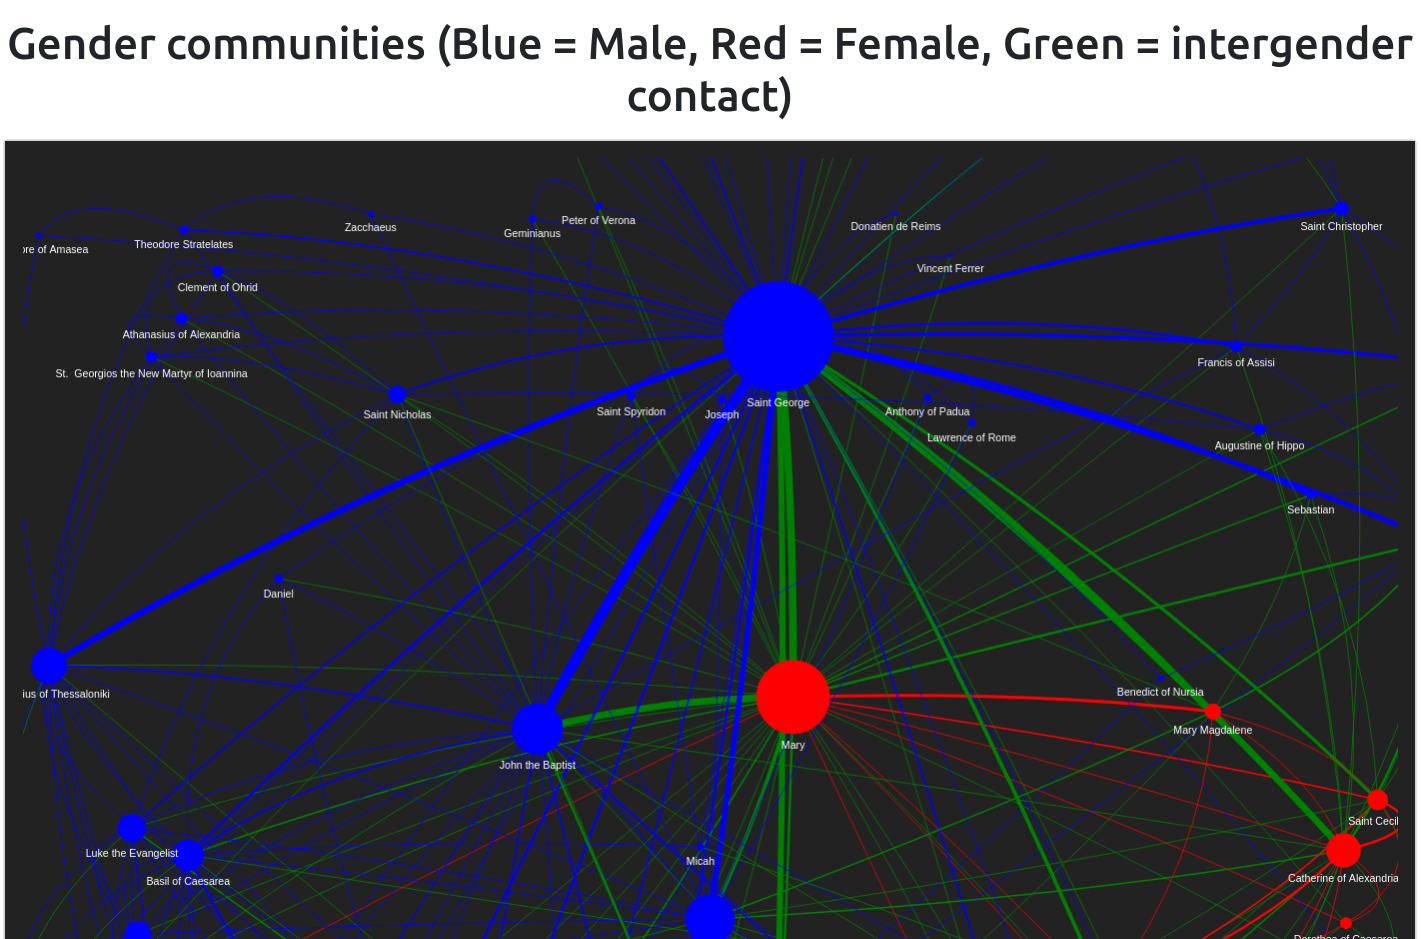 Gender communities (Blue = Male, Red = Female, Green = intergender
contact)
Zacchaeus
Peter of Verona
Geminianus
Donatien de Reims
Saint Christopher
ore of Amasea
Theodore Stratelates
Vincent Ferrer
Clement of Ohrid
Athanasius of Alexandria
Francis of Assisi
St. Georgios the New Martyr of Ioannina
Saint George
Saint Nicholas
Saint Spyridon
Joseph
Anthony of Padua
Lawrence of Rome
Augustine of Hippo
Sebastian
Daniel
ius of Thessaloniki
Benedict of Nursia
Mary Magdalene
Mary
John the Baptist
Saint Cecil
Luke the Evangelist
Micah
Basil of Caesarea
Catherine of Alexandria
Dorothea of Caesarea